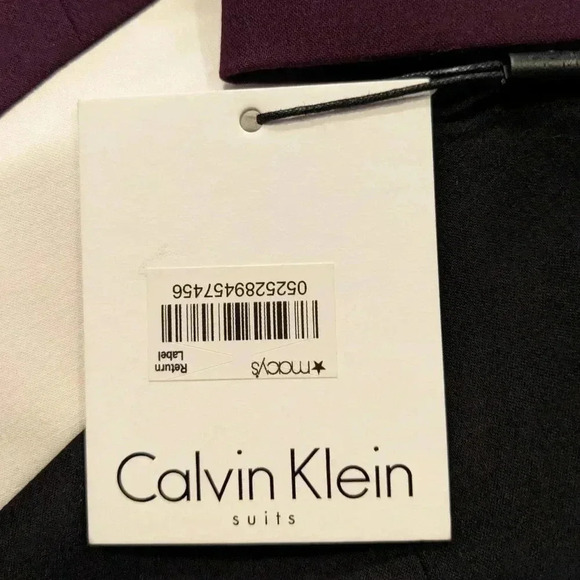 ★macy's
Return
Label
0525289457456
Calvin Klein
suits